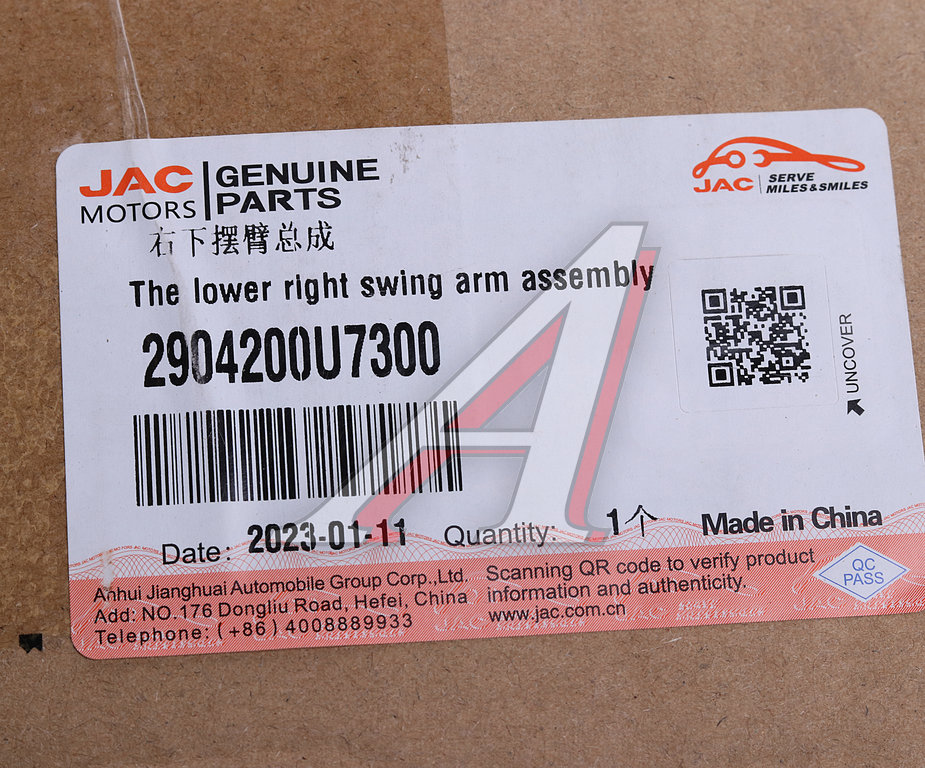 JAC MOTORS
GENUINE PARTS
JAC
SERVE
MILES & SMILES
右下摆臂总成
The lower right swing arm assembly
2904200U7300
UNCOVER
Date: 2023-01-11
Quantity: 1个
Made in China
Anhui Jianghuai Automobile Group Corp.,Ltd.
Add: NO.176 Dongliu Road, Hefei, China
Telephone: (+86) 4008889933
Scanning QR code to verify product
information and authenticity.
www.jac.com.cn
QC
PASS